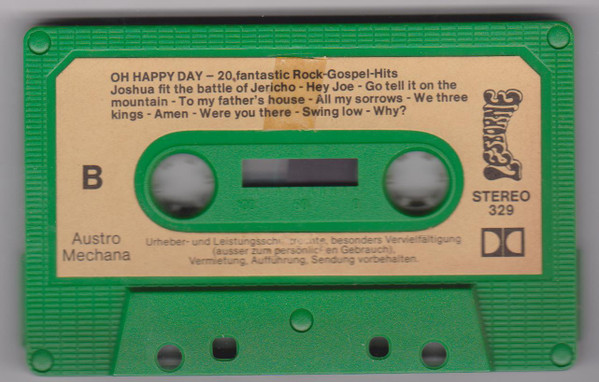 OH HAPPY DAY – 20 fantastic Rock-Gospel-Hits
Joshua fit the battle of Jericho - Hey Joe - Go tell it on the
mountain - To my father's house - All my sorrows - We three
kings - Amen - Were you there - Swing low - Why?
B
LESBORNE
STEREO
329
Austro
Mechana
Urheber- und besonders Vervielfältigung
(ausser zum persönlichen Gebrauch),
Vermietung, Aufführung, Sendung vorbehalten.